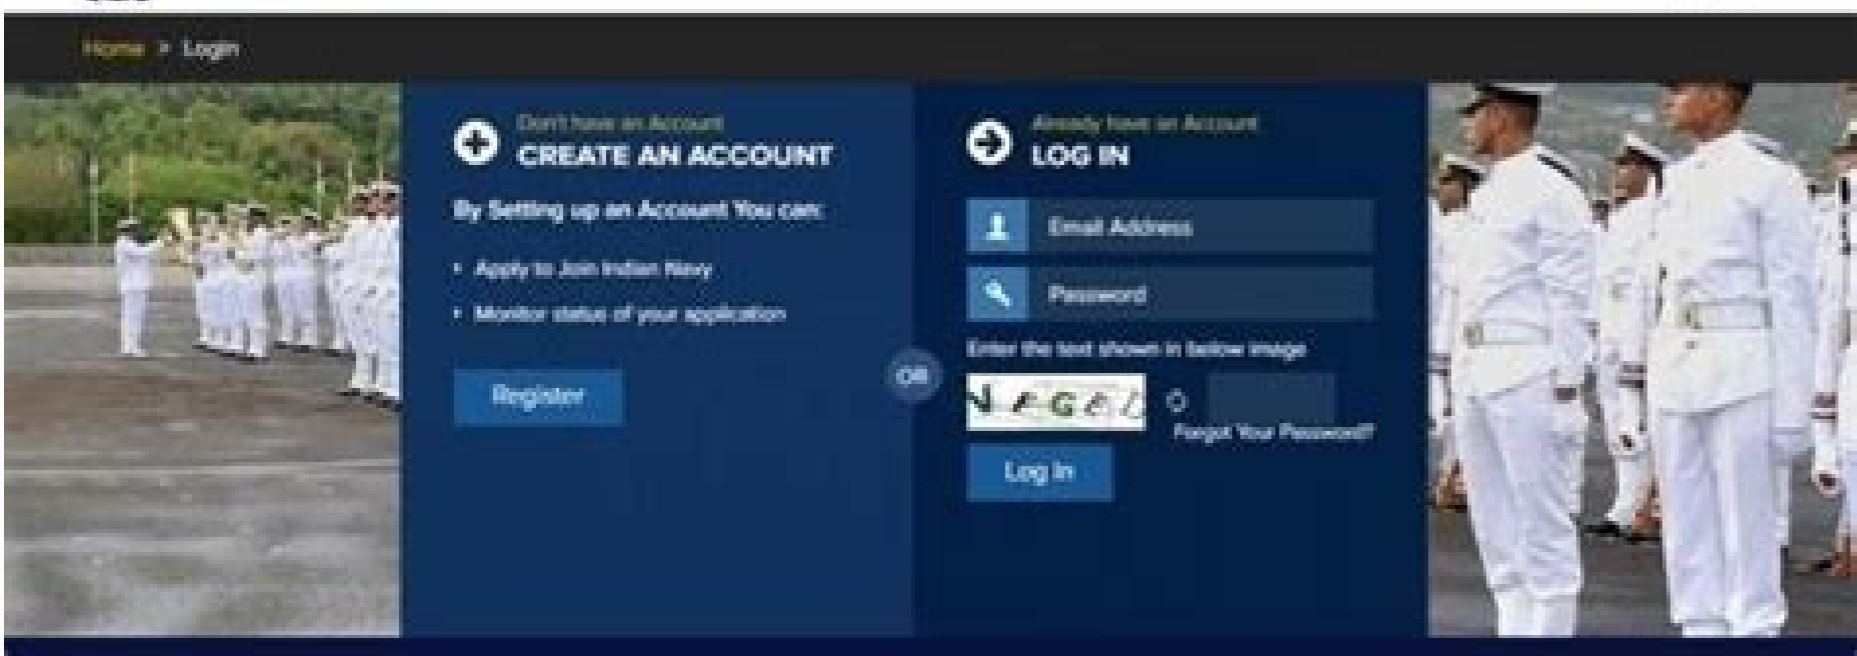 Home > Login
Don't have an Account
CREATE AN ACCOUNT
By Setting up an Account You can:
• Apply to Join Indian Navy
• Monitor status of your application
Register
OR
Already have an Account
LOG IN
Email Address
Password
Enter the text shown in below image
Forgot Your Password?
Log In